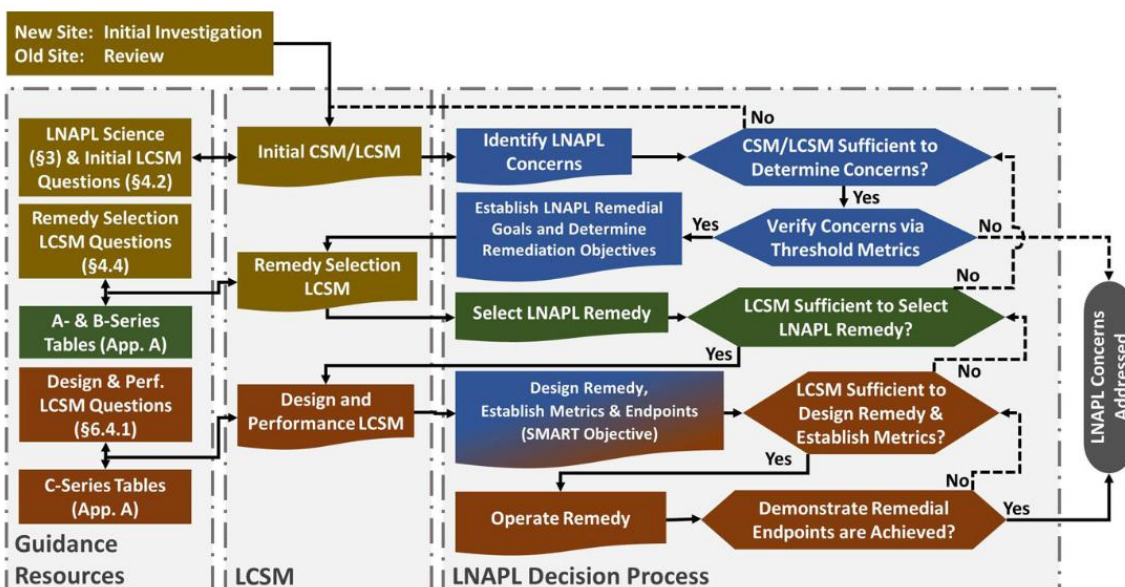 New Site: Initial Investigation
Old Site: Review
LNAPL Science
(§3) & Initial LCSM
Questions (§4.2)
Remedy Selection
LCSM Questions
(§4.4)
A- & B-Series
Tables (App. A)
Design & Perf.
LCSM Questions
(§6.4.1)
C-Series Tables
(App. A)
Guidance
Resources
Initial CSM/LCSM
Remedy Selection
LCSM
Design and
Performance LCSM
LCSM
Identify LNAPL
Concerns
No
CSM/LCSM Sufficient to
Determine Concerns?
Yes
Establish LNAPL Remedial
Goals and Determine
Remediation Objectives
Yes
Verify Concerns via
Threshold Metrics
No
No
Select LNAPL Remedy
LCSM Sufficient to Select
LNAPL Remedy?
Yes
No
Design Remedy,
Establish Metrics & Endpoints
(SMART Objective)
LCSM Sufficient to
Design Remedy &
Establish Metrics?
Yes
No
Operate Remedy
Demonstrate Remedial
Endpoints are Achieved?
Yes
LNAPL Decision Process
LNAPL Concerns
Addressed